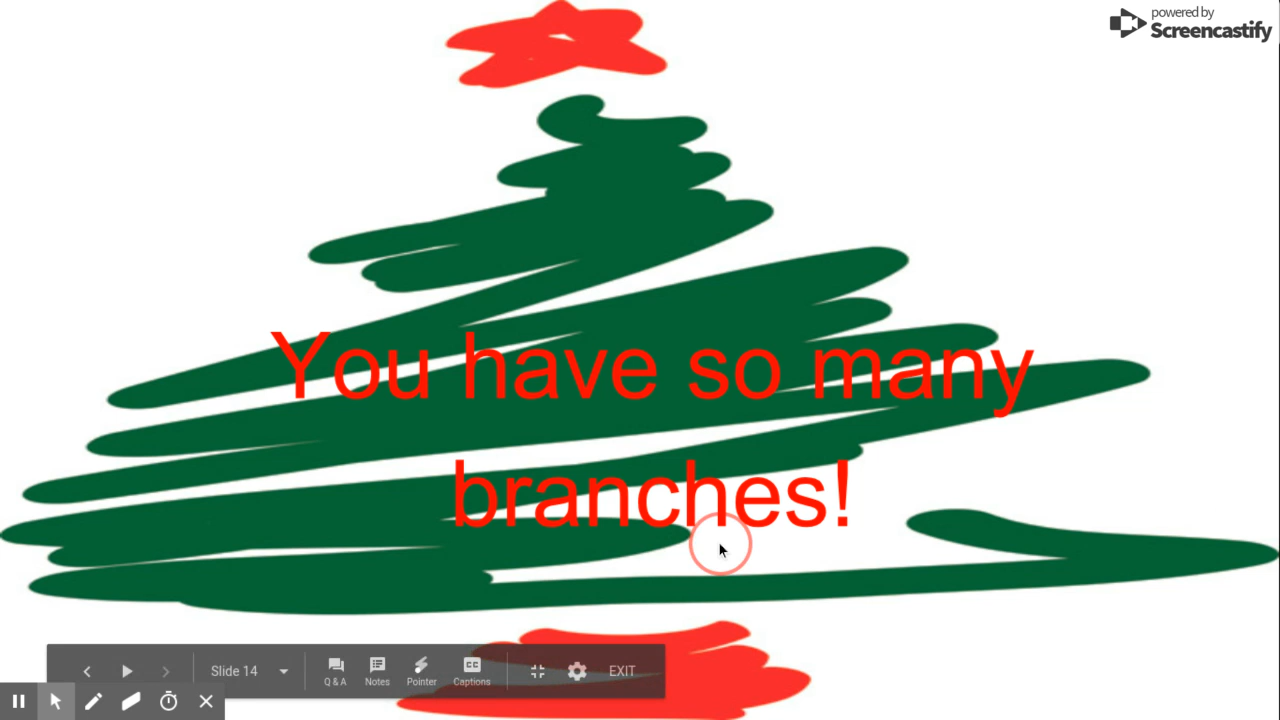 powered by
Screencastify
You have so many
branches!
Slide 14
Q & A
Notes
Pointer
Captions
EXIT